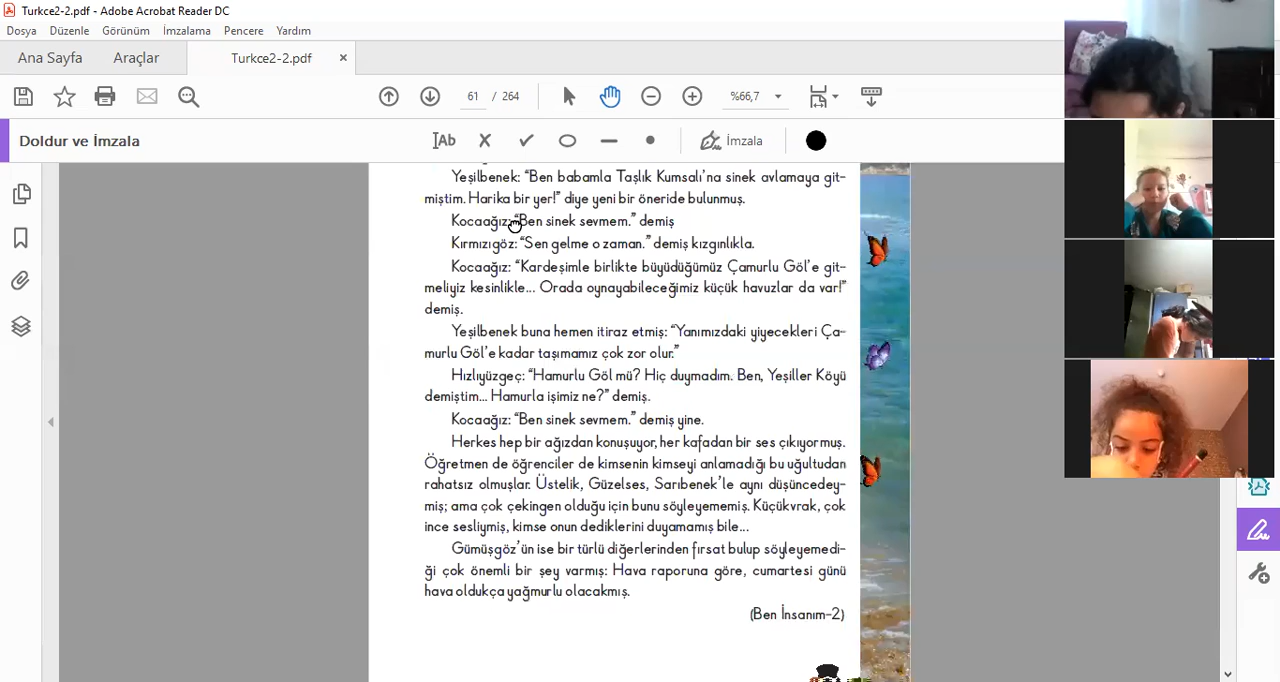 Turkce2-2.pdf - Adobe Acrobat Reader DC
Dosya Düzenle Görünüm İmzalama Pencere Yardım
Ana Sayfa Araçlar Turkce2-2.pdf ×
61 / 264 %66,7
Doldur ve İmzala
İmzala
Yeşilbenek: “Ben babamla Taşlık Kumsalı’na sinek avlamaya git-
miştim. Harika bir yer!” diye yeni bir öneride bulunmuş.
Kocaağız: “Ben sinek sevmem.” demiş
Kırmızıgöz: “Sen gelme o zaman.” demiş kızgınlıkla.
Kocaağız: “Kardeşimle birlikte büyüdüğümüz Çamurlu Göl’e git-
meliyiz kesinlikle... Orada oynayabileceğimiz küçük havuzlar da var!”
demiş.
Yeşilbenek buna hemen itiraz etmiş: “Yanımızdaki yiyecekleri Ça-
murlu Göl’e kadar taşımamız çok zor olur.”
Hızlıyüzgeç: “Hamurlu Göl mü? Hiç duymadım. Ben, Yeşiller Köyü
demiştim... Hamurla işimiz ne?” demiş.
Kocaağız: “Ben sinek sevmem.” demiş yine.
Herkes hep bir ağızdan konuşuyor, her kafadan bir ses çıkıyormuş.
Öğretmen de öğrenciler de kimsenin kimseyi anlamadığı bu uğultudan
rahatsız olmuşlar. Üstelik, Güzelses, Sarıbenek’le aynı düşüncedey-
miş; ama çok çekingen olduğu için bunu söyleyememiş. Küçükvrak, çok
ince sesliymiş, kimse onun dediklerini duyamamış bile...
Gümüşgöz’ün ise bir türlü diğerlerinden fırsat bulup söyleyemedi-
ği çok önemli bir şey varmış: Hava raporuna göre, cumartesi günü
hava oldukça yağmurlu olacakmış.
(Ben İnsanım-2)